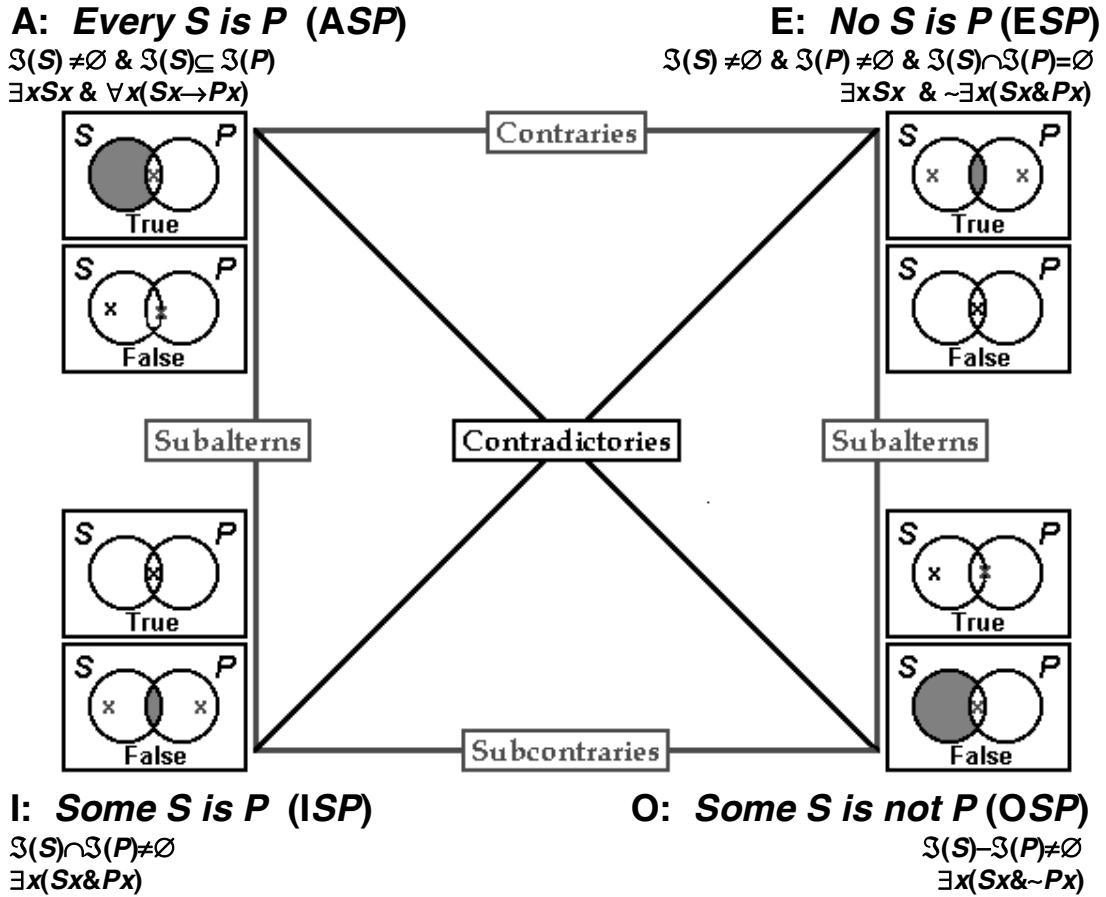 A: Every S is P (ASP)
ℑ(S) ≠∅ & ℑ(S)⊆ ℑ(P)
∃xSx & ∀x(Sx→Px)
E: No S is P (ESP)
ℑ(S) ≠∅ & ℑ(P) ≠∅ & ℑ(S)∩ℑ(P)=∅
∃xSx & ~∃x(Sx&Px)
S P
x
True
S P
x x
False
Contraries
S P
x x
True
S P
x
False
Subalterns
Contradictories
Subalterns
S P
x
True
S P
x x
False
Subcontraries
S P
x x
True
S P
x
False
I: Some S is P (ISP)
ℑ(S)∩ℑ(P)≠∅
∃x(Sx&Px)
O: Some S is not P (OSP)
ℑ(S)–ℑ(P)≠∅
∃x(Sx&~Px)